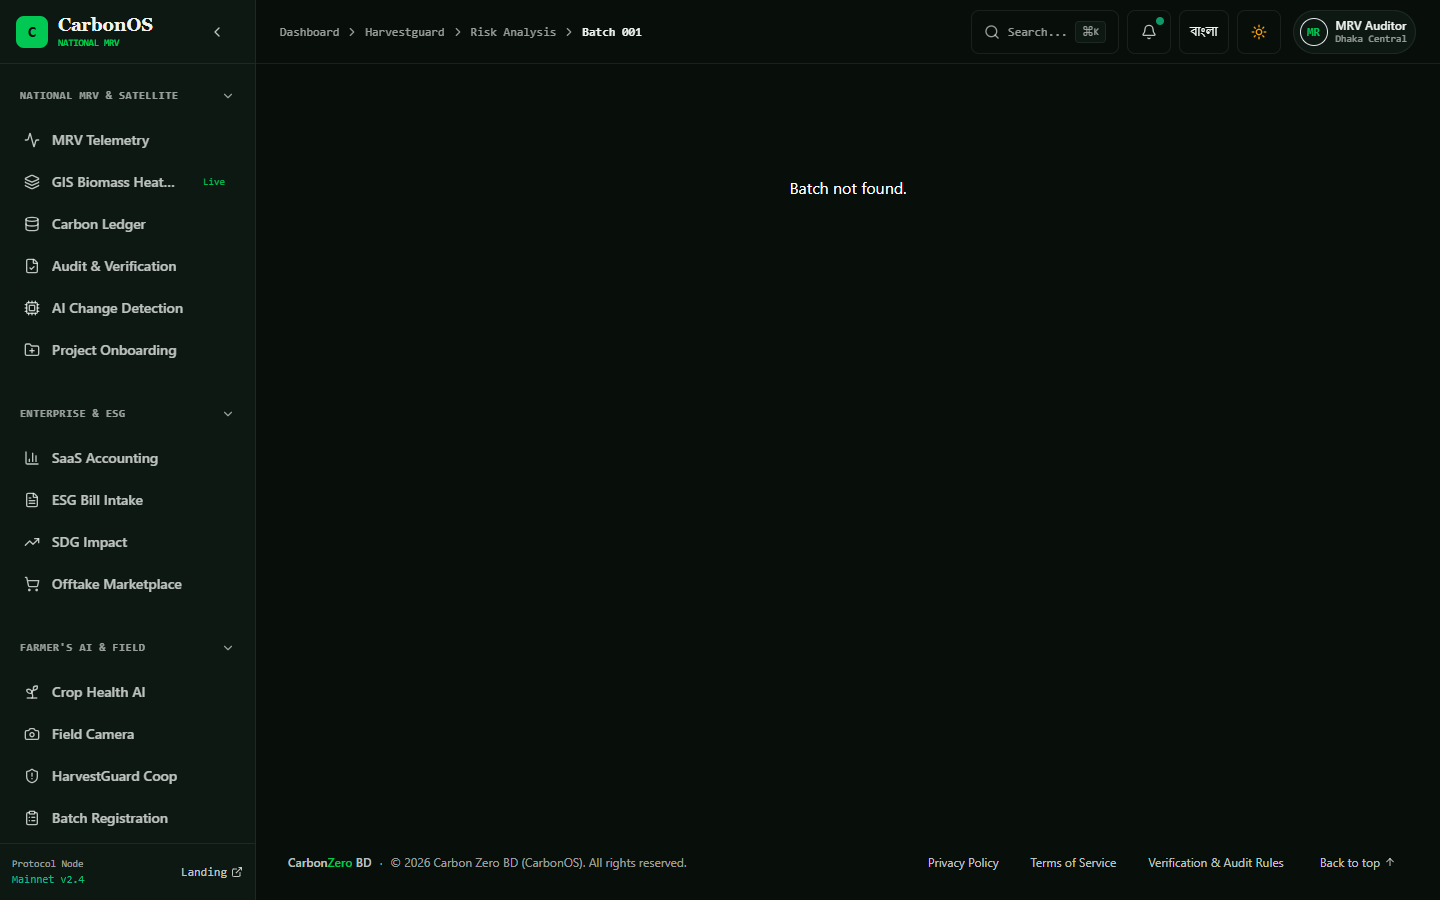 C CarbonOS
NATIONAL MRV
Dashboard Harvestguard Risk Analysis Batch 001
Search... ⌘K
বাংলা
MR MRV Auditor
Dhaka Central
NATIONAL MRV & SATELLITE
MRV Telemetry
GIS Biomass Heat... Live
Carbon Ledger
Audit & Verification
AI Change Detection
Project Onboarding
ENTERPRISE & ESG
SaaS Accounting
ESG Bill Intake
SDG Impact
Offtake Marketplace
FARMER'S AI & FIELD
Crop Health AI
Field Camera
HarvestGuard Coop
Batch Registration
Protocol Node
Mainnet v2.4
Landing
Batch not found.
CarbonZero BD · © 2026 Carbon Zero BD (CarbonOS). All rights reserved.
Privacy Policy Terms of Service Verification & Audit Rules Back to top ↑